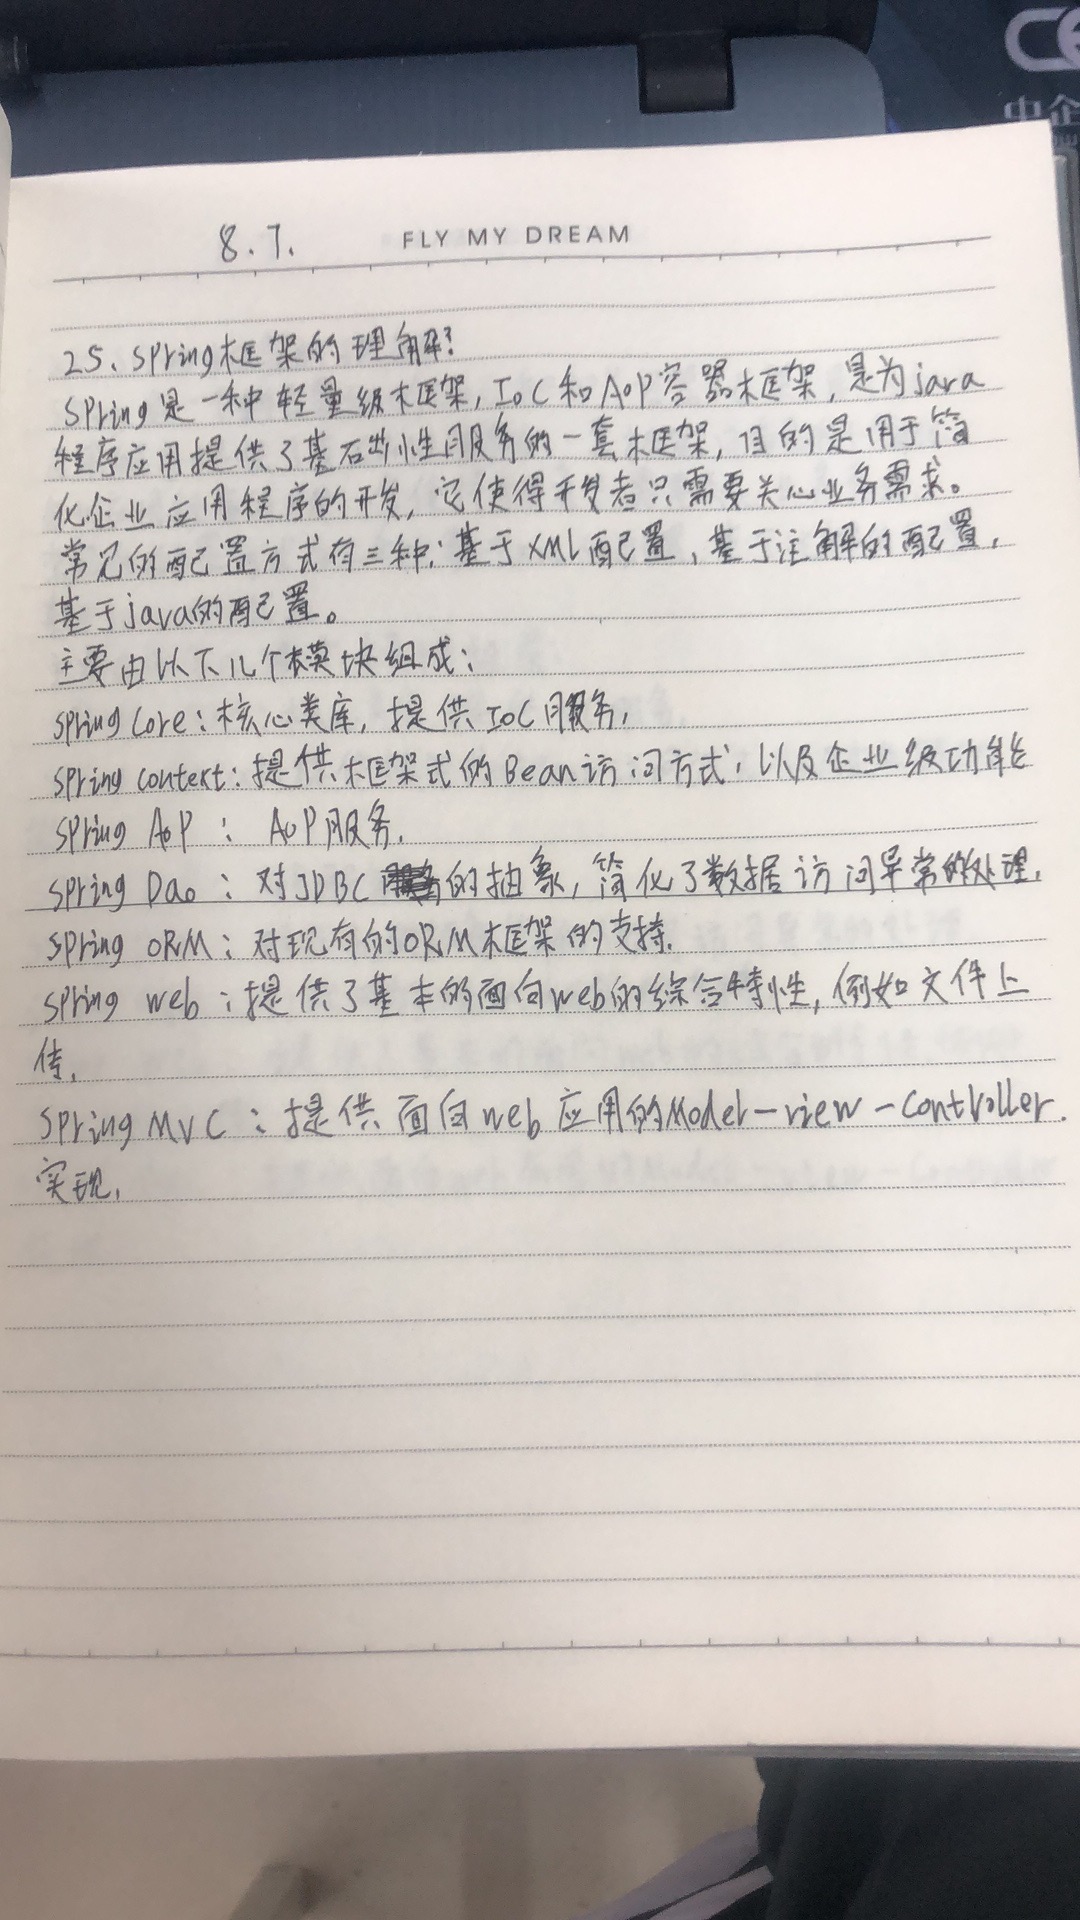 CE
中企
8.7.
FLY MY DREAM
25、Spring框架的理解?
Spring是一种轻量级框架,IoC和AoP容器框架,是为java
程序应用提供了基础性服务的一套框架,目的是用于简
化企业应用程序的开发,它使得开发者只需要关心业务需求。
常见的配置方式有三种:基于XML配置,基于注解的配置,
基于java的配置。
主要由以下几个模块组成:
Spring Core:核心类库,提供IoC服务,
Spring context:提供框架式的Bean访问方式,以及企业级功能
Spring AoP : AoP服务.
Spring Dao :对JDBC的抽象,简化了数据访问异常的处理.
Spring ORM:对现有的ORM框架的支持.
Spring web:提供了基本的面向web的综合特性,例如文件上
传.
Spring MVC:提供面向web应用的Model-view-Controller.
实现,